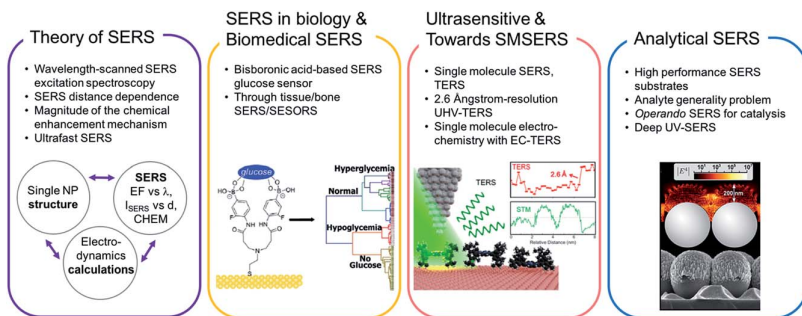 Theory of SERS
• Wavelength-scanned SERS
excitation spectroscopy
• SERS distance dependence
• Magnitude of the chemical
enhancement mechanism
• Ultrafast SERS
Single NP
structure
SERS
EF vs λ,
I_SERS vs d,
CHEM
Electro-
dynamics
calculations
SERS in biology &
Biomedical SERS
• Bisboronic acid-based SERS
glucose sensor
• Through tissue/bone
SERS/SESORS
glucose
HO
OH
B
B
F
F
NH
HN
O
O
N
S
Hyperglycemia
Normal
Hypoglycemia
No
Glucose
Ultrasensitive &
Towards SMSERS
• Single molecule SERS,
TERS
• 2.6 Ångstrom-resolution
UHV-TERS
• Single molecule electro-
chemistry with EC-TERS
TERS
TERS
2.6 Å
STM
Relative Distance (nm)
Analytical SERS
• High performance SERS
substrates
• Analyte generality problem
• Operando SERS for catalysis
• Deep UV-SERS
200 nm